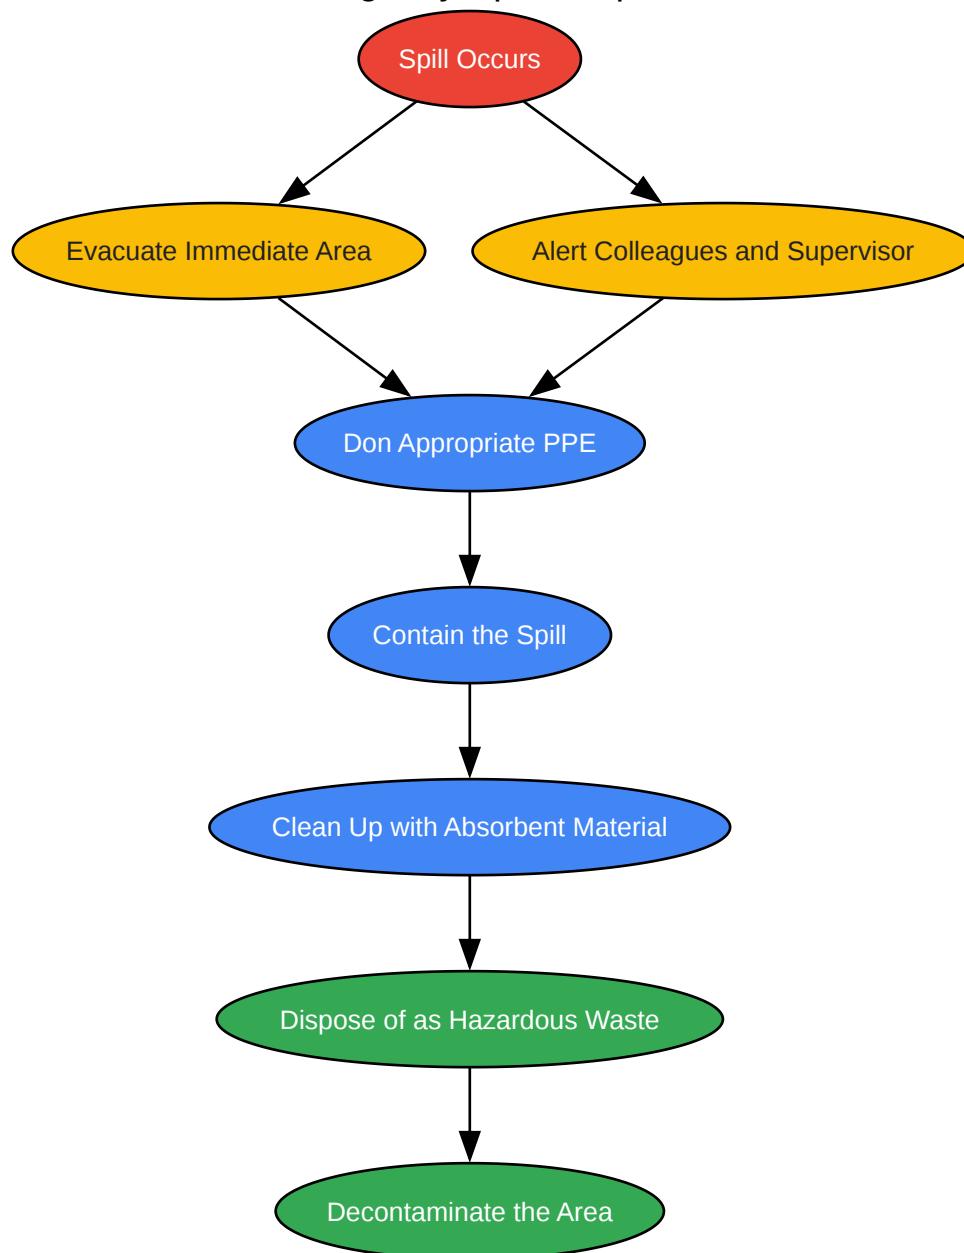 Spill Occurs
Evacuate Immediate Area
Alert Colleagues and Supervisor
Don Appropriate PPE
Contain the Spill
Clean Up with Absorbent Material
Dispose of as Hazardous Waste
Decontaminate the Area